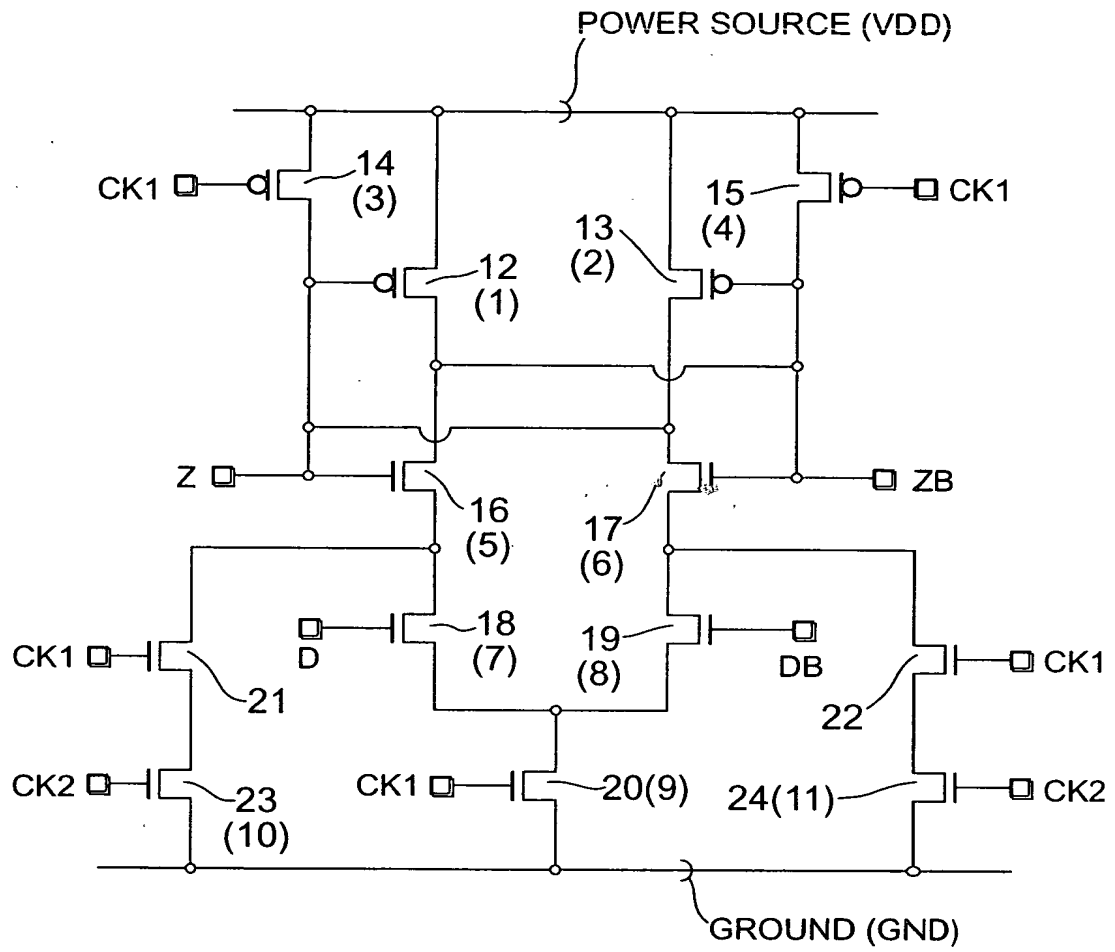 POWER SOURCE (VDD)
CK1
14
(3)
15
(4)
CK1
12
(1)
13
(2)
Z
16
(5)
17
(6)
ZB
D
18
(7)
19
(8)
DB
CK1
21
22
CK1
CK2
23
(10)
CK1
20(9)
24(11)
CK2
GROUND (GND)